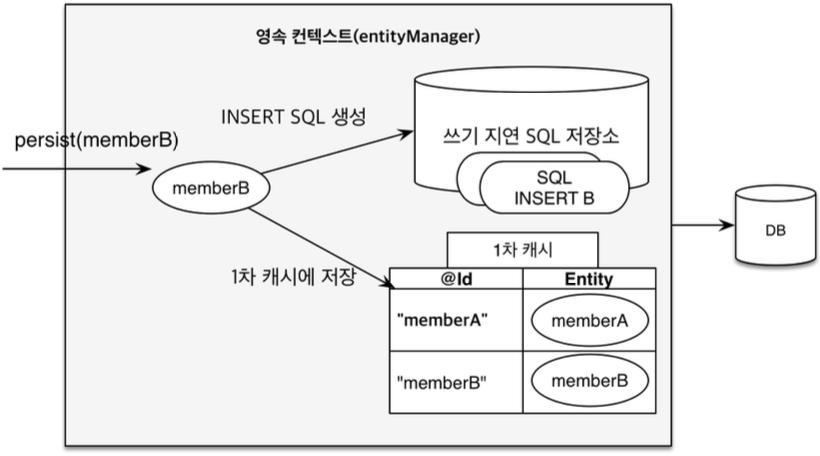 영속 컨텍스트(entityManager)
INSERT SQL 생성
persist(memberB)
쓰기 지연 SQL 저장소
memberB
SQL
INSERT B
DB
1차 캐시
1차 캐시에 저장
@Id Entity
"memberA" memberA
"memberB" memberB